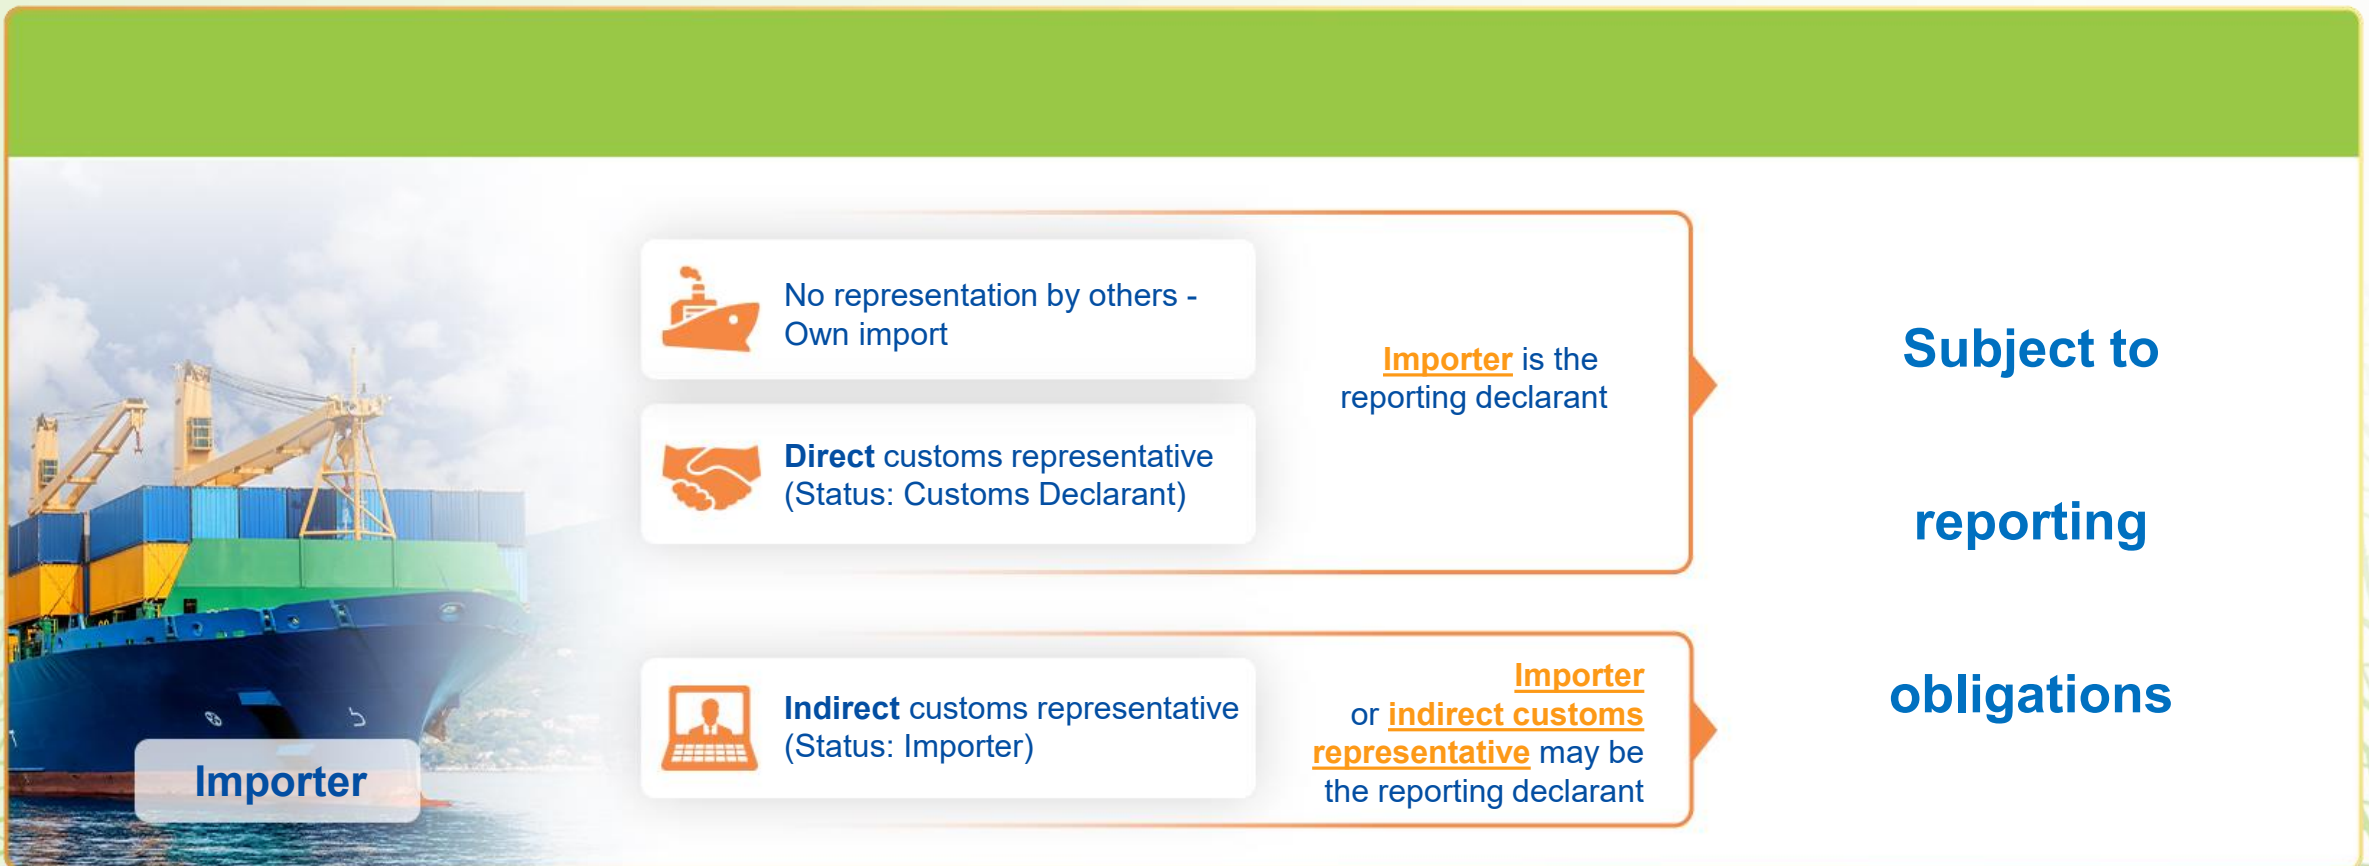 No representation by others -
Own import
Direct customs representative
(Status: Customs Declarant)
Importer is the
reporting declarant
Indirect customs representative
(Status: Importer)
Importer
or indirect customs
representative may be
the reporting declarant
Subject to
reporting
obligations
Importer